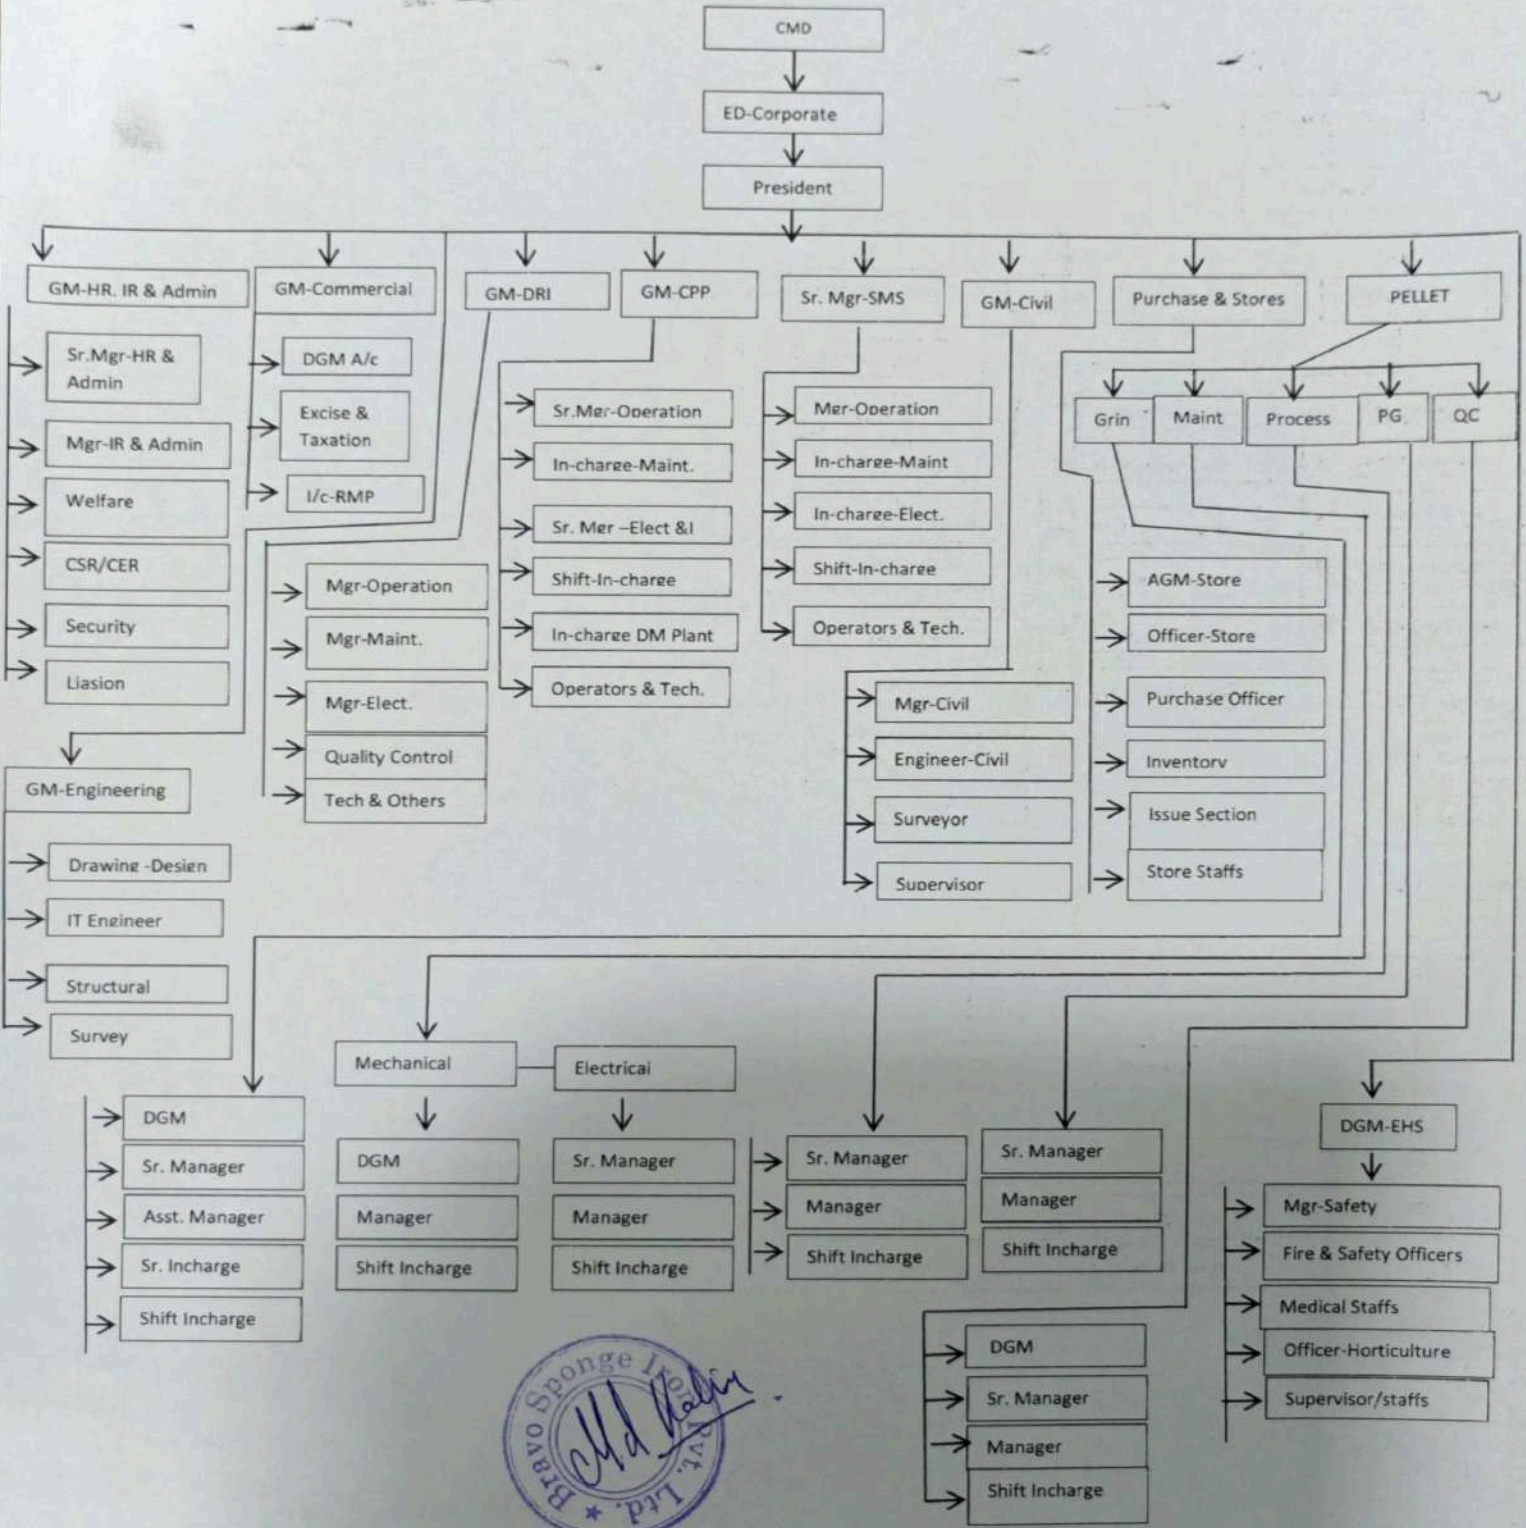 CMD
ED-Corporate
President
GM-HR. IR & Admin
GM-Commercial
GM-DRI
GM-CPP
Sr. Mgr-SMS
GM-Civil
Purchase & Stores
PELLET
Sr.Mgr-HR &
Admin
Mgr-IR & Admin
Welfare
CSR/CER
Security
Liasion
DGM A/c
Excise &
Taxation
I/c-RMP
Mgr-Operation
Mgr-Maint.
Mgr-Elect.
Quality Control
Tech & Others
Sr.Mgr-Operation
In-charge-Maint.
Sr. Mgr –Elect &I
Shift-In-charge
In-charge DM Plant
Operators & Tech.
Mgr-Operation
In-charge-Maint
In-charge-Elect.
Shift-In-charge
Operators & Tech.
Mgr-Civil
Engineer-Civil
Surveyor
Supervisor
AGM-Store
Officer-Store
Purchase Officer
Inventory
Issue Section
Store Staffs
Grin
Maint
Process
PG
QC
GM-Engineering
Drawing -Design
IT Engineer
Structural
Survey
DGM
Sr. Manager
Asst. Manager
Sr. Incharge
Shift Incharge
Mechanical
Electrical
DGM
Manager
Shift Incharge
Sr. Manager
Manager
Shift Incharge
Sr. Manager
Manager
Shift Incharge
Sr. Manager
Manager
Shift Incharge
DGM
Sr. Manager
Manager
Shift Incharge
DGM-EHS
Mgr-Safety
Fire & Safety Officers
Medical Staffs
Officer-Horticulture
Supervisor/staffs
Bravo Sponge Iron Pvt. Ltd.